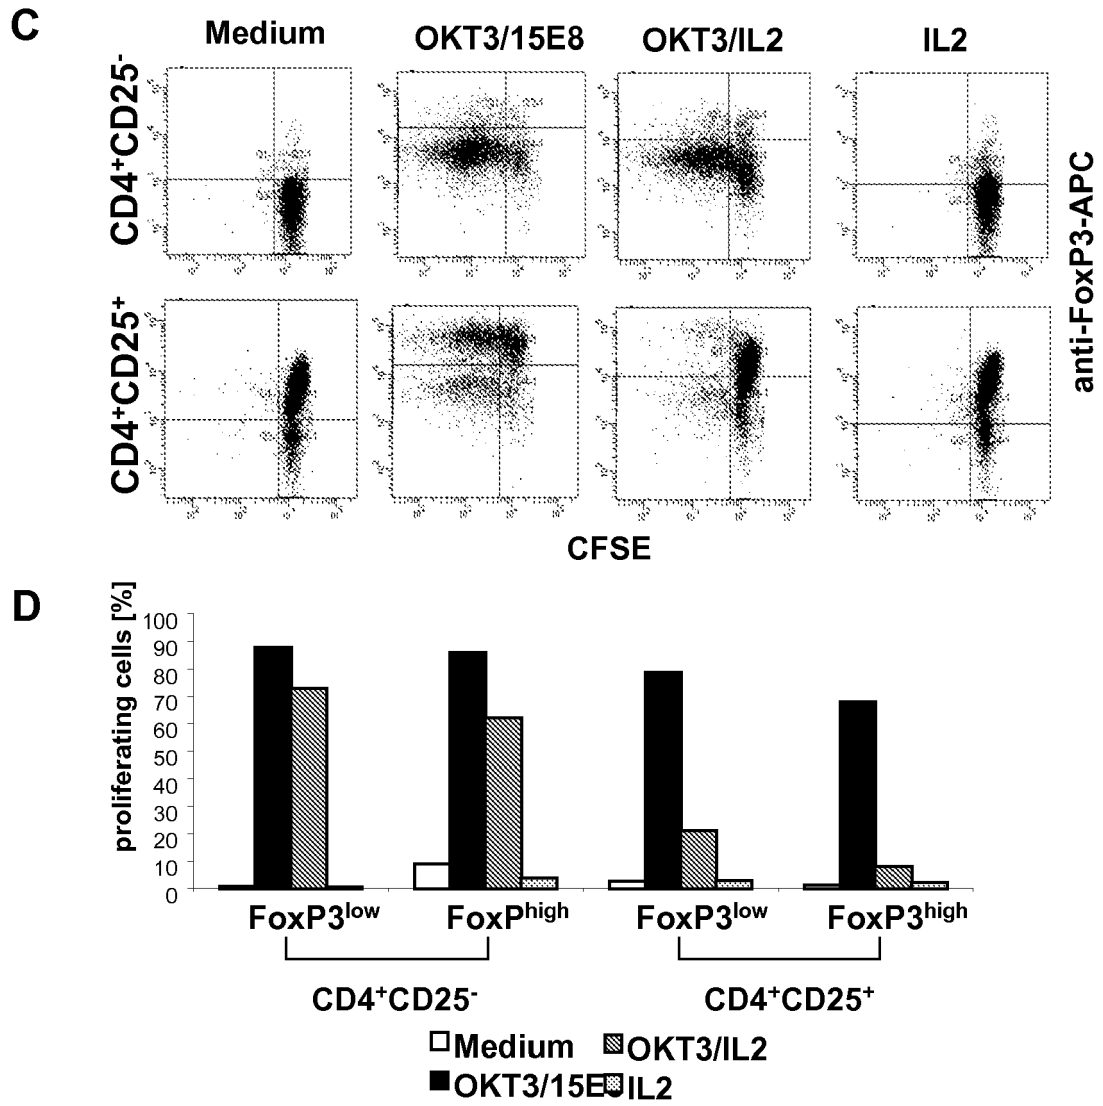 C
Medium OKT3/15E8 OKT3/IL2 IL2
CD4⁺CD25⁻
CD4⁺CD25⁺
anti-FoxP3-APC
CFSE
D
proliferating cells [%]
100
90
80
70
60
50
40
30
20
10
0
FoxP3ˡᵒʷ FoxPʰⁱᵍʰ FoxP3ˡᵒʷ FoxP3ʰⁱᵍʰ
CD4⁺CD25⁻ CD4⁺CD25⁺
Medium OKT3/IL2
OKT3/15E IL2